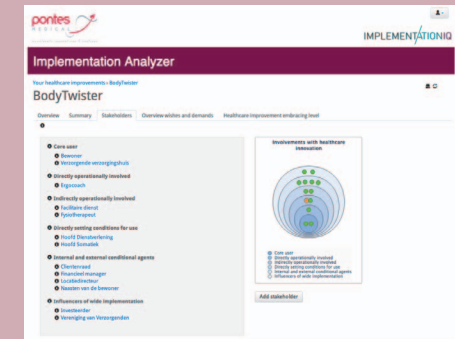 pontes
MEDICAL
IMPLEMENTATIONIQ
Implementation Analyzer
Your healthcare improvements › BodyTwister
BodyTwister
Overview Summary Stakeholders Overview wishes and demands Healthcare improvement embracing level
Core user
Bewoner
Verzorgende verzorgingshuis
Directly operationally involved
Ergocoach
Indirectly operationally involved
Facilitaire dienst
Fysiotherapeut
Directly setting conditions for use
Hoofd Dienstverlening
Hoofd Somatiek
Internal and external conditional agents
Clientenraad
Financieel manager
Locatiedirecteur
Naasten van de bewoner
Influencers of wide implementation
Investeerder
Vereniging van Verzorgenden
Involvements with healthcare
innovation
Core user
Directly operationally involved
Indirectly operationally involved
Directly setting conditions for use
Internal and external conditional agents
Influencers of wide implementation
Add stakeholder